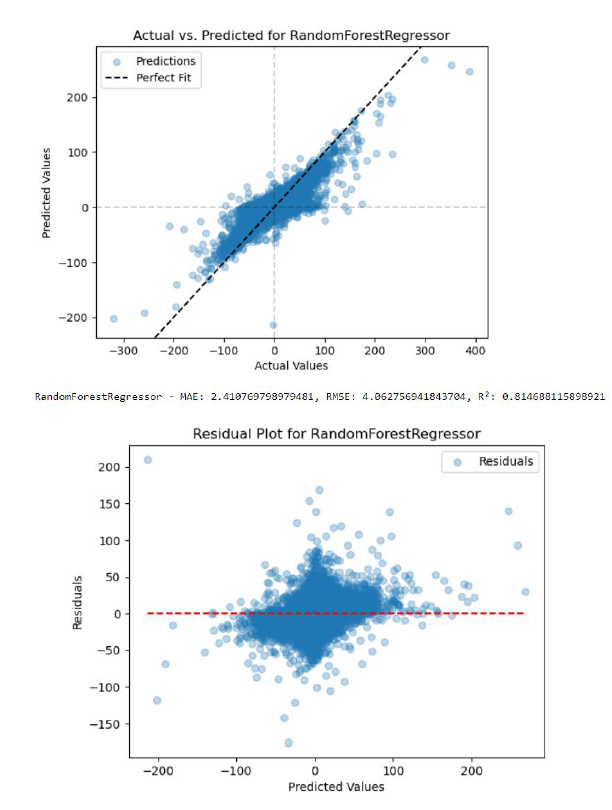 Actual vs. Predicted for RandomForestRegressor
Predictions
Perfect Fit
Predicted Values
200
100
0
−100
−200
−300 −200 −100 0 100 200 300 400
Actual Values
RandomForestRegressor - MAE: 2.410769798979481, RMSE: 4.062756941843704, R²: 0.814688115898921
Residual Plot for RandomForestRegressor
Residuals
Residuals
200
150
100
50
0
−50
−100
−150
−200 −100 0 100 200
Predicted Values